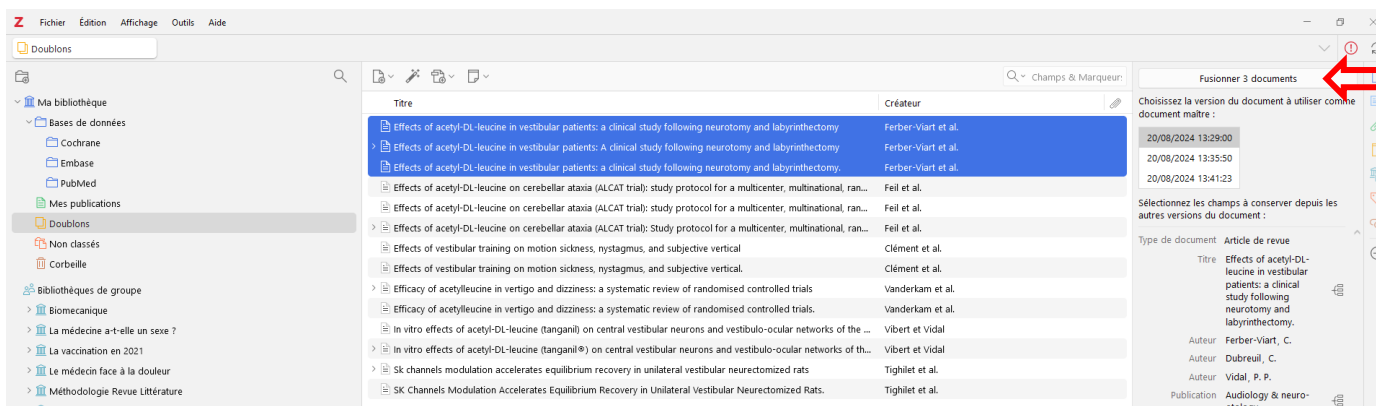 Z Fichier Édition Affichage Outils Aide
Doublons
Champs & Marqueur:
Ma bibliothèque
Bases de données
Cochrane
Embase
PubMed
Mes publications
Doublons
Non classés
Corbeille
Bibliothèques de groupe
Biomecanique
La médecine a-t-elle un sexe ?
La vaccination en 2021
Le médecin face à la douleur
Méthodologie Revue Littérature
Titre Créateur
Effects of acetyl-DL-leucine in vestibular patients: a clinical study following neurotomy and labyrinthectomy Ferber-Viart et al.
Effects of acetyl-DL-leucine in vestibular patients: A clinical study following neurotomy and labyrinthectomy Ferber-Viart et al.
Effects of acetyl-DL-leucine in vestibular patients: a clinical study following neurotomy and labyrinthectomy. Ferber-Viart et al.
Effects of acetyl-DL-leucine on cerebellar ataxia (ALCAT trial): study protocol for a multicenter, multinational, ran... Feil et al.
Effects of acetyl-DL-leucine on cerebellar ataxia (ALCAT trial): study protocol for a multicenter, multinational, ran... Feil et al.
Effects of acetyl-DL-leucine on cerebellar ataxia (ALCAT trial): Study protocol for a multicenter, multinational, ran... Feil et al.
Effects of vestibular training on motion sickness, nystagmus, and subjective vertical Clément et al.
Effects of vestibular training on motion sickness, nystagmus, and subjective vertical. Clément et al.
Efficacy of acetylleucine in vertigo and dizziness: a systematic review of randomised controlled trials Vanderkam et al.
Efficacy of acetylleucine in vertigo and dizziness: a systematic review of randomised controlled trials. Vanderkam et al.
In vitro effects of acetyl-DL-leucine (tanganil) on central vestibular neurons and vestibulo-ocular networks of the ... Vibert et Vidal
In vitro effects of acetyl-DL-leucine (tanganil®) on central vestibular neurons and vestibulo-ocular networks of th... Vibert et Vidal
Sk channels modulation accelerates equilibrium recovery in unilateral vestibular neurectomized rats Tighilet et al.
SK Channels Modulation Accelerates Equilibrium Recovery in Unilateral Vestibular Neurectomized Rats. Tighilet et al.
Fusionner 3 documents
Choisissez la version du document à utiliser comme
document maître :
20/08/2024 13:29:00
20/08/2024 13:35:50
20/08/2024 13:41:23
Sélectionnez les champs à conserver depuis les
autres versions du document :
Type de document Article de revue
Titre Effects of acetyl-DL-
leucine in vestibular
patients: a clinical
study following
neurotomy and
labyrinthectomy.
Auteur Ferber-Viart, C.
Auteur Dubreuil, C.
Auteur Vidal, P. P.
Publication Audiology & neuro-